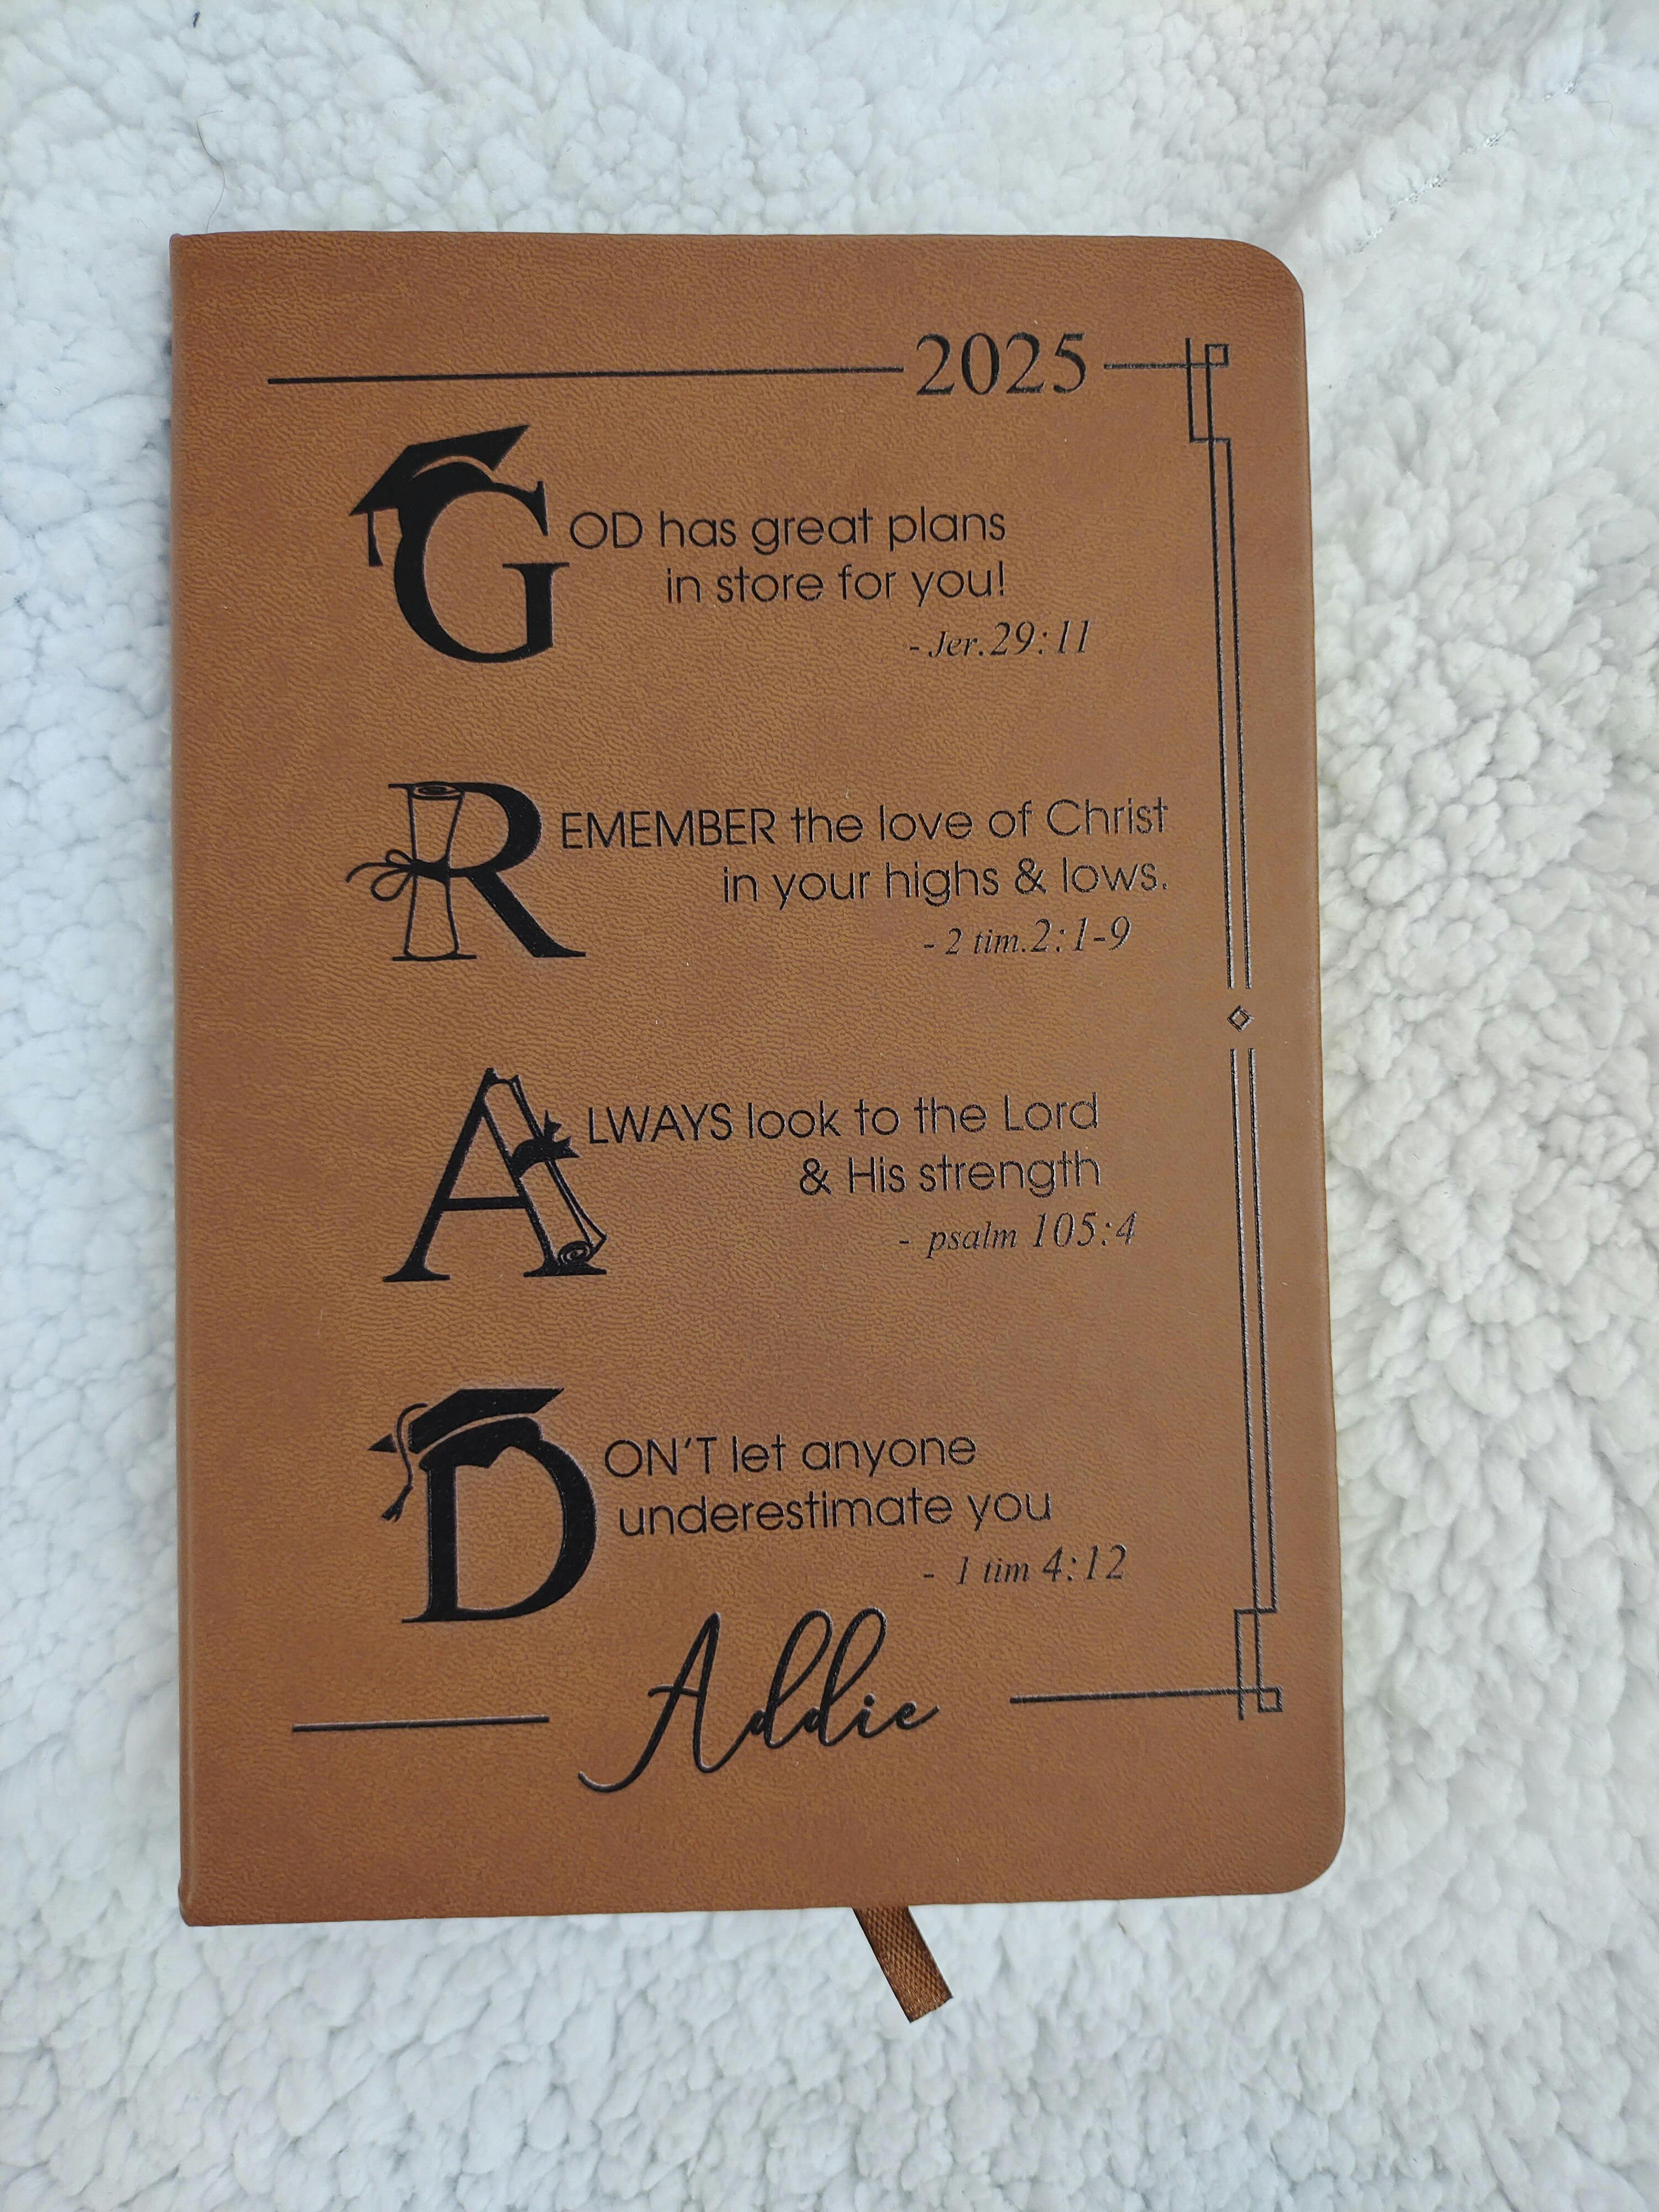 2025
GOD has great plans
in store for you!
- Jer.29:11
REMEMBER the love of Christ
in your highs & lows.
- 2 tim.2:1-9
ALWAYS look to the Lord
& His strength
- psalm 105:4
DON'T let anyone
underestimate you
- 1 tim 4:12
Addie